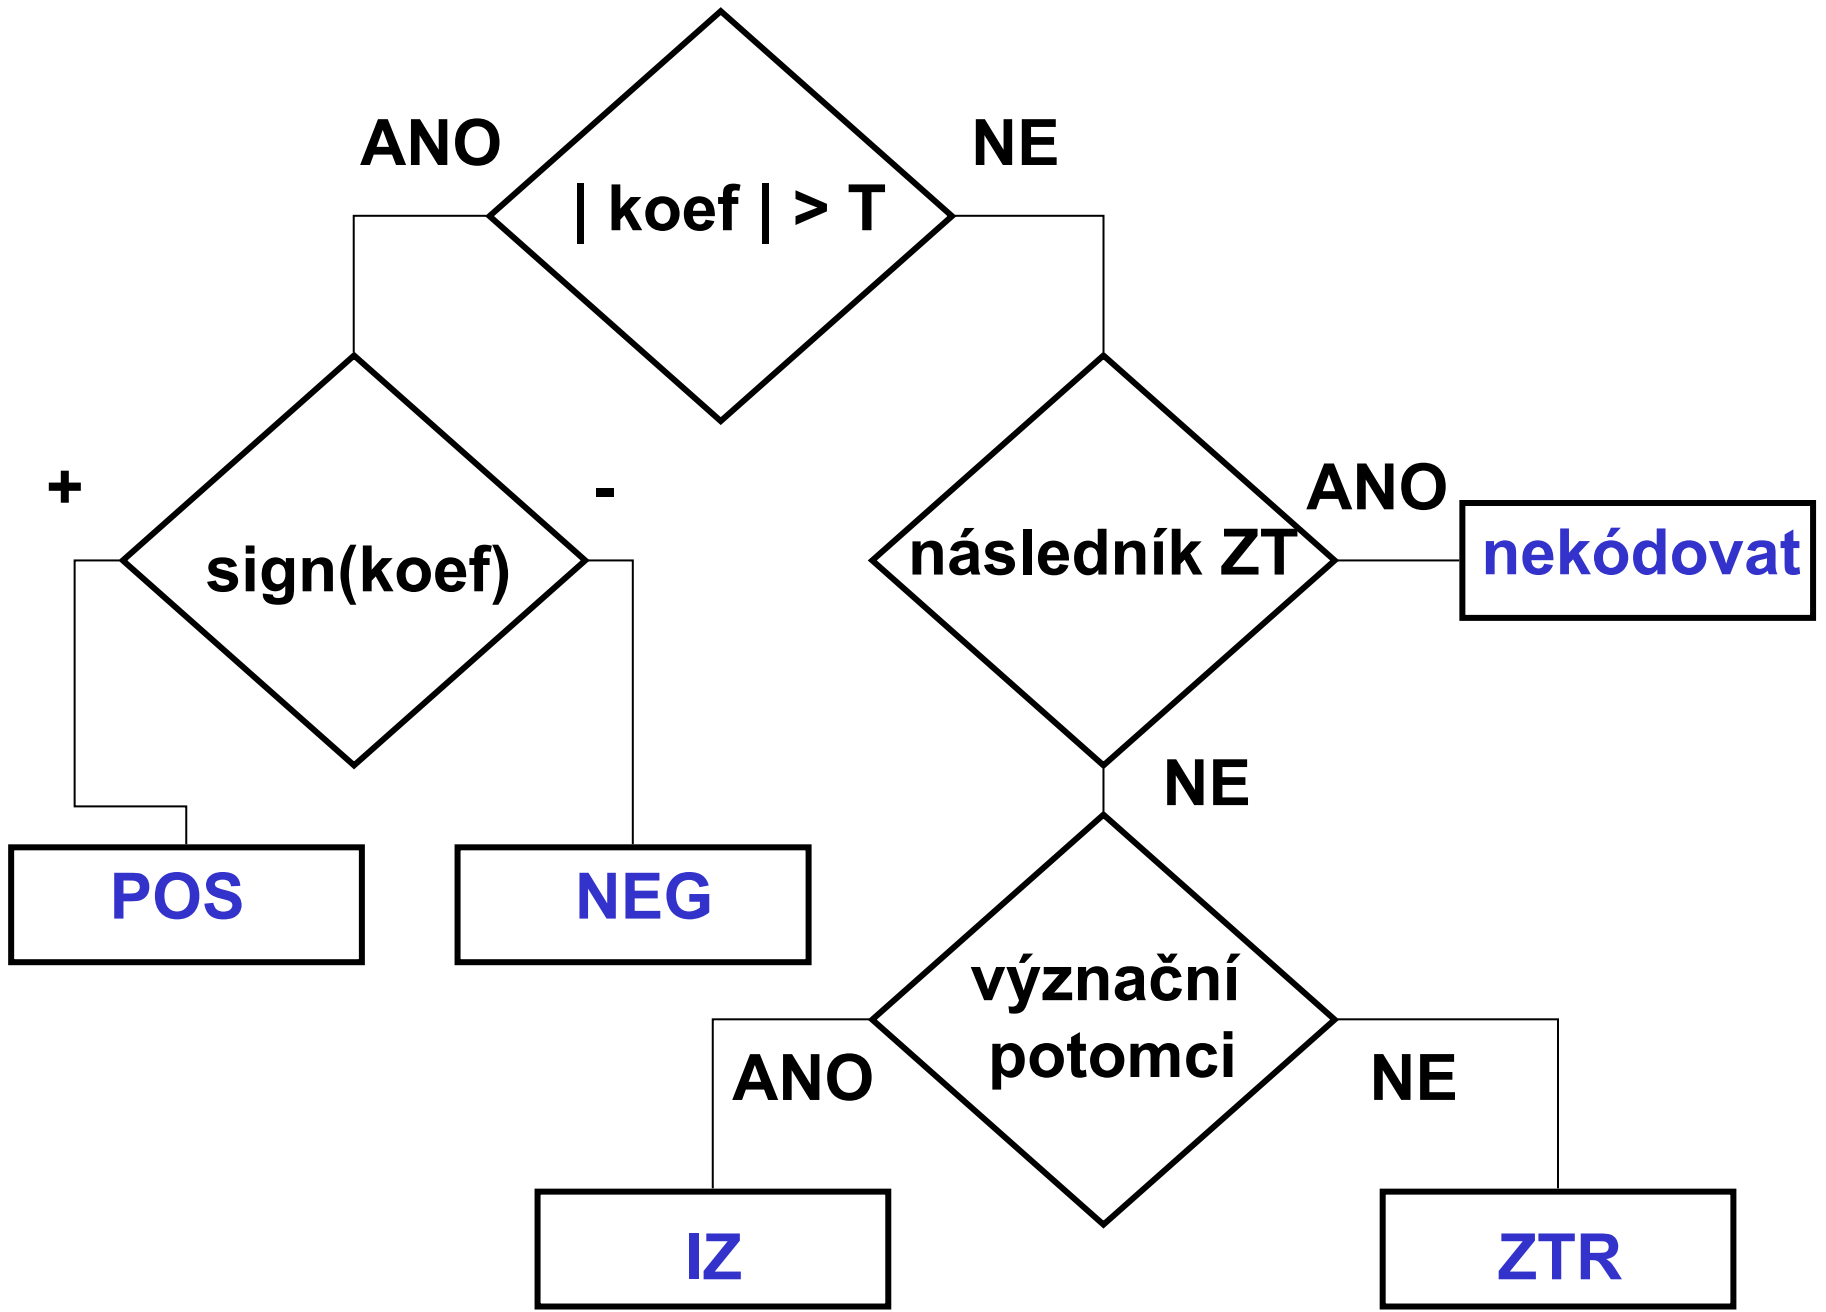 ANO
NE
| koef | > T
+
-
ANO
sign(koef)
následník ZT
nekódovat
NE
POS
NEG
význační
potomci
ANO
NE
IZ
ZTR